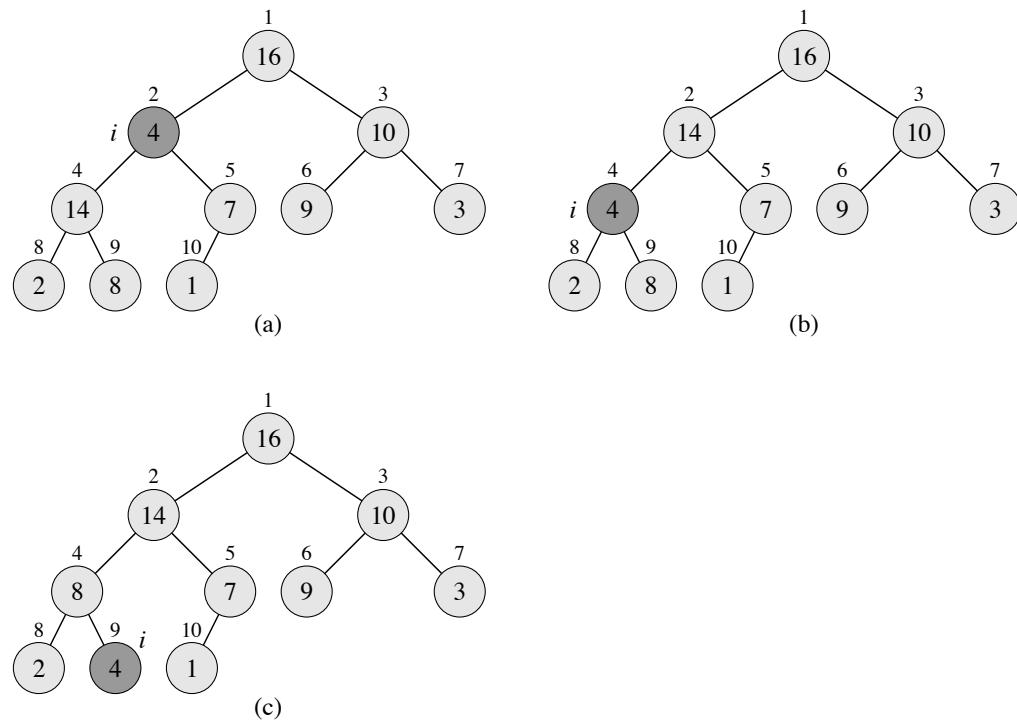 1 1
16 16
2 3 2 3
i 4 10 14 10
4 5 6 7 4 5 6 7
14 7 9 3 i 4 7 9 3
8 9 10 8 9 10
2 8 1 2 8 1
(a) (b)
1
16
2 3
14 10
4 5 6 7
8 7 9 3
8 9 i 10
2 4 1
(c)